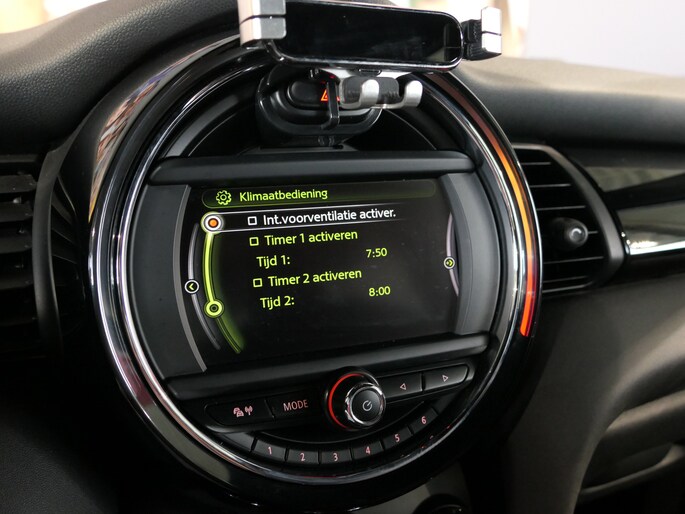 Klimaatbediening
Int.voorventilatie activer.
Timer 1 activeren
Tijd 1: 7:50
Timer 2 activeren
Tijd 2: 8:00
MODE
1 2 3 4 5 6